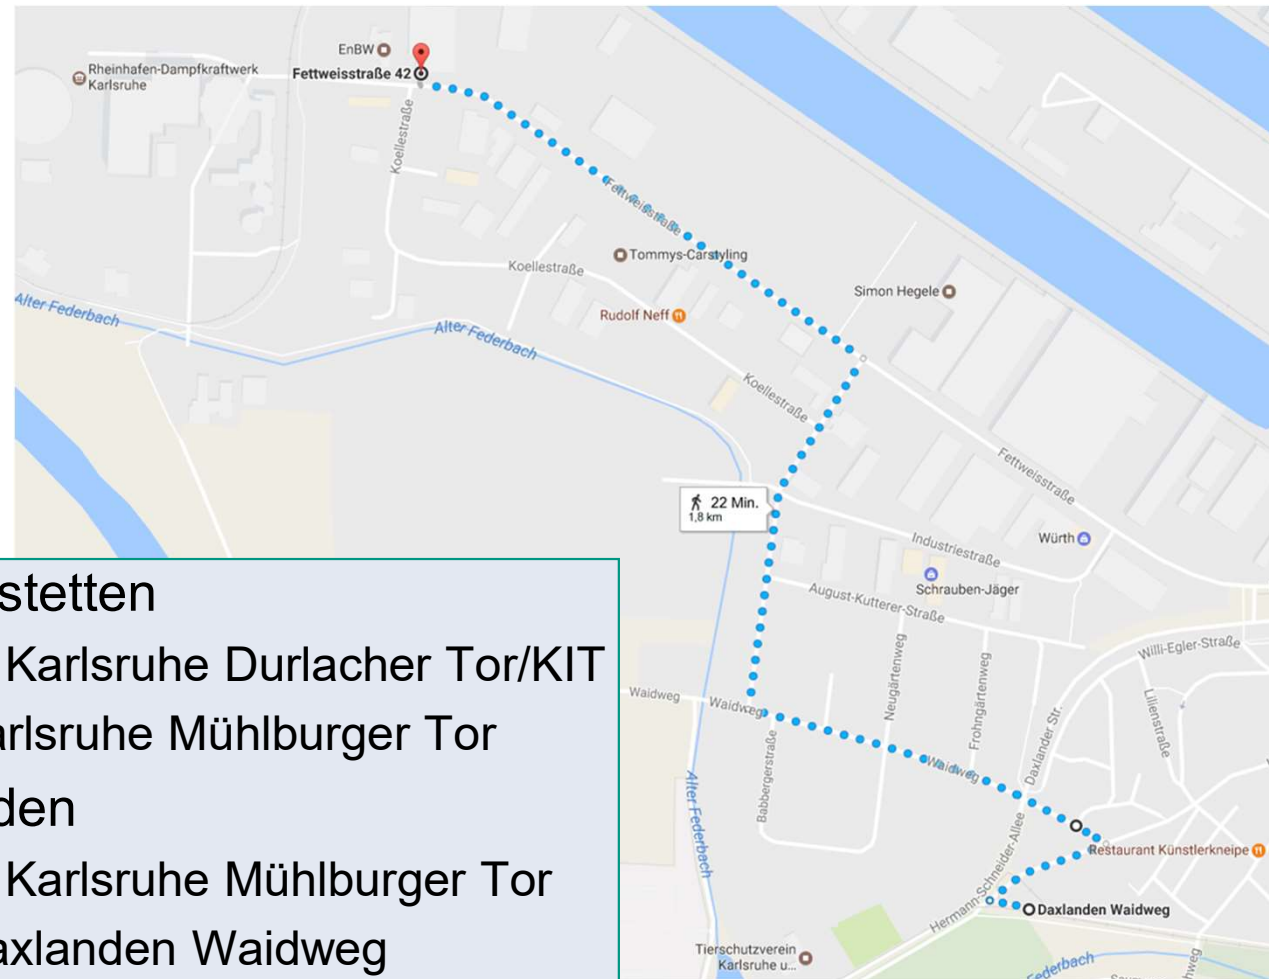 EnBW
Rheinhafen-Dampfkraftwerk
Karlsruhe
Fettweisstraße 42
Koellestraße
Fettweisstraße
Tommys-Carstyling
Koellestraße
Simon Hegele
Alter Federbach
Rudolf Neff
Alter Federbach
Koellestraße
Fettweisstraße
22 Min.
1,8 km
Industriestraße
Würth
Schrauben-Jäger
August-Kutterer-Straße
Willi-Egler-Straße
Neugärtenweg
Frohngärtenweg
Lilienstraße
Waidweg
Waidweg
Daxlander Str.
Babbergerstraße
Waidweg
Alter Federbach
Restaurant Künstlerkneipe
Hermann-Schneider-Allee
Daxlanden Waidweg
Tierschutzverein
Karlsruhe u...
stetten
Karlsruhe Durlacher Tor/KIT
arlsruhe Mühlburger Tor
den
Karlsruhe Mühlburger Tor
axlanden Waidweg